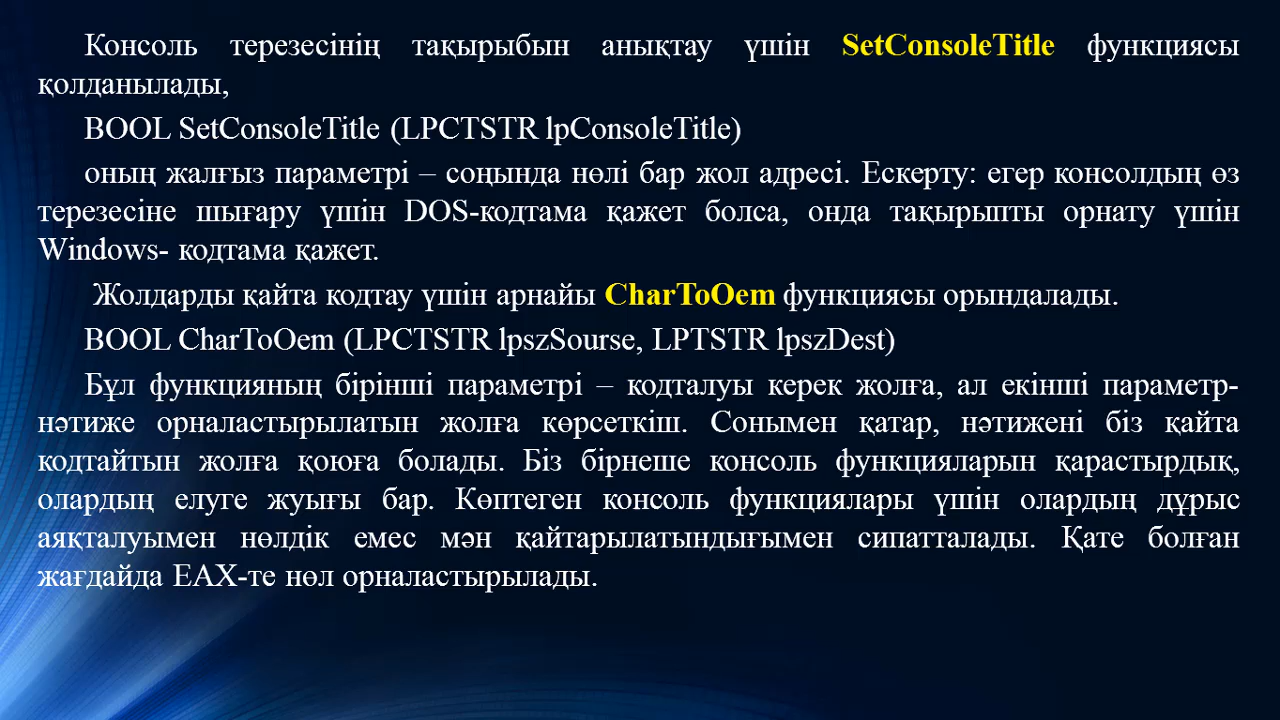 Консоль терезесінің тақырыбын анықтау үшін SetConsoleTitle функциясы
қолданылады,
BOOL SetConsoleTitle (LPCTSTR lpConsoleTitle)
оның жалғыз параметрі – соңында нөлі бар жол адресі. Ескерту: егер консолдың өз
терезесіне шығару үшін DOS-кодтама қажет болса, онда тақырыпты орнату үшін
Windows- кодтама қажет.
Жолдарды қайта кодтау үшін арнайы CharToOem функциясы орындалады.
BOOL CharToOem (LPCTSTR lpszSourse, LPTSTR lpszDest)
Бұл функцияның бірінші параметрі – кодталуы керек жолға, ал екінші параметр-
нәтиже орналастырылатын жолға көрсеткіш. Сонымен қатар, нәтижені біз қайта
кодтайтын жолға қоюға болады. Біз бірнеше консоль функцияларын қарастырдық,
олардың елуге жуығы бар. Көптеген консоль функциялары үшін олардың дұрыс
аяқталуымен нөлдік емес мән қайтарылатындығымен сипатталады. Қате болған
жағдайда EAX-те нөл орналастырылады.